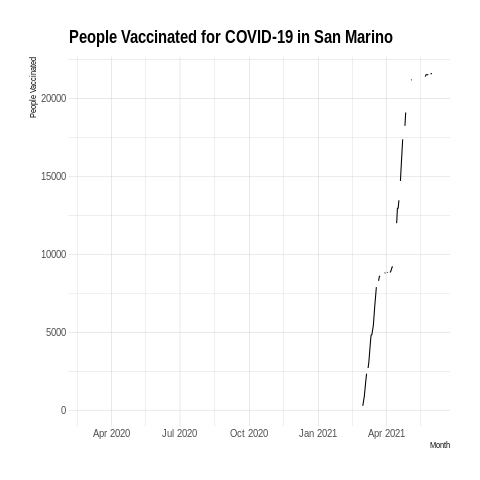 People Vaccinated for COVID-19 in San Marino
People Vaccinated
20000
15000
10000
5000
0
Apr 2020 Jul 2020 Oct 2020 Jan 2021 Apr 2021
Month